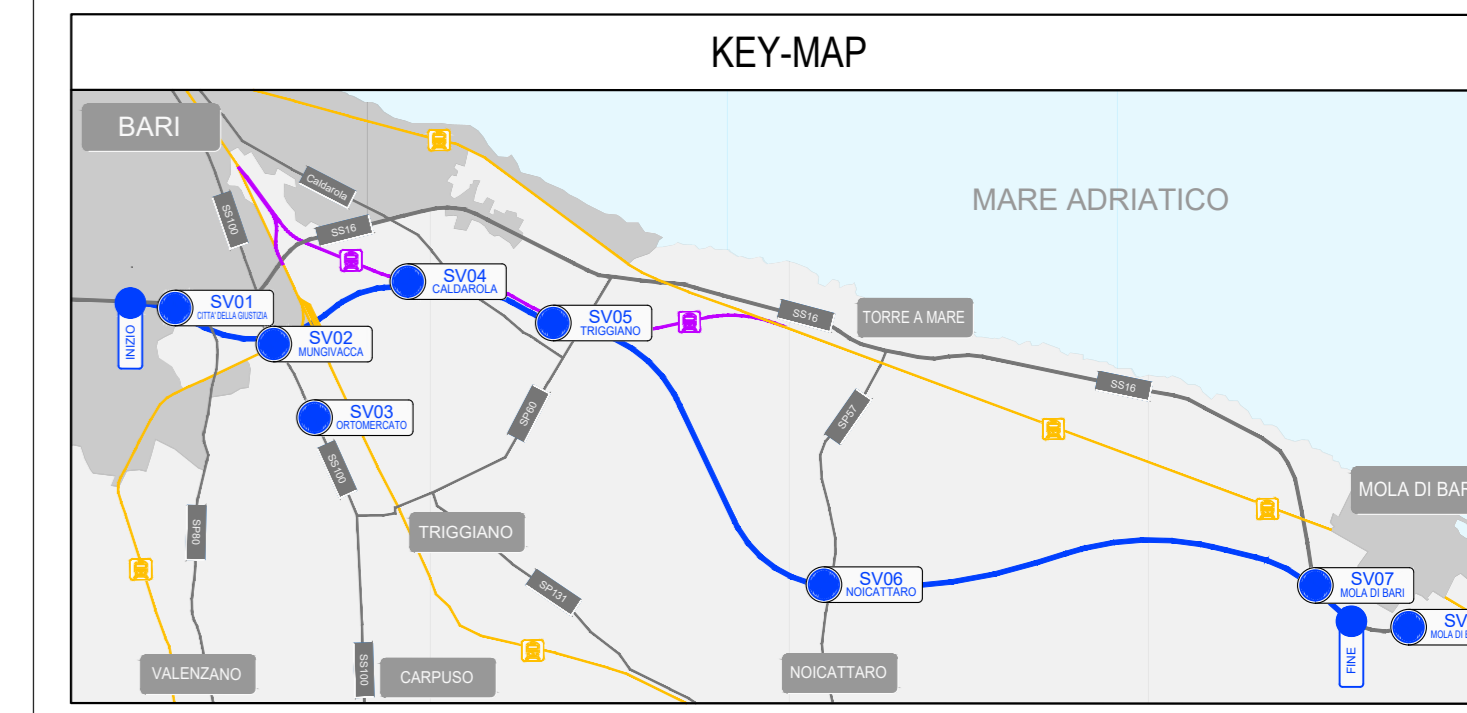 KEY-MAP
BARI
MARE ADRIATICO
Caldarola
SS100
SS16
SV04
CALDAROLA
SV01
CITTA' DELLA GIUSTIZIA
SV05
TRIGGIANO
SS16
TORRE A MARE
INIZIO
SV02
MUNGIVACCA
SS16
SV03
ORTOMERCATO
SP60
SP57
SS100
MOLA DI BAR
SP80
TRIGGIANO
SP131
SV06
NOICATTARO
SV07
MOLA DI BARI
SV
MOLA DI B
FINE
VALENZANO
SS100
CARPUSO
NOICATTARO